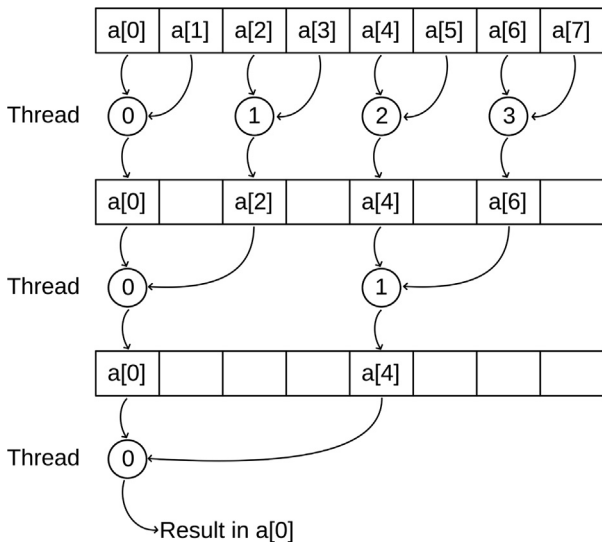 a[0] a[1] a[2] a[3] a[4] a[5] a[6] a[7]
Thread 0 1 2 3
a[0] a[2] a[4] a[6]
Thread 0 1
a[0] a[4]
Thread 0
Result in a[0]